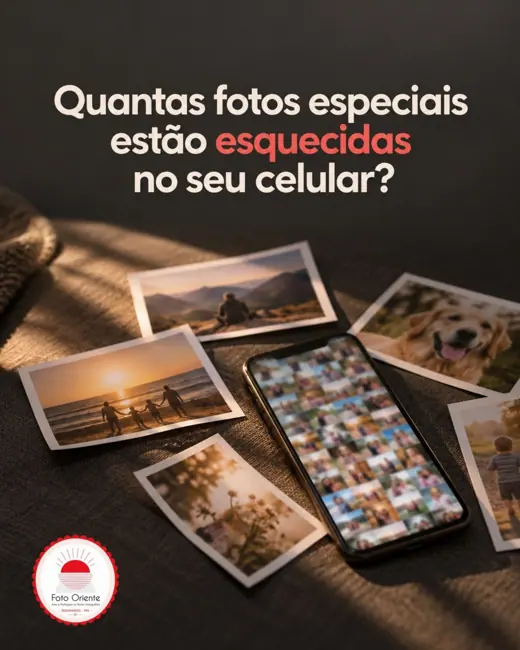 Quantas fotos especiais
estão esquecidas
no seu celular?
Foto Oriente